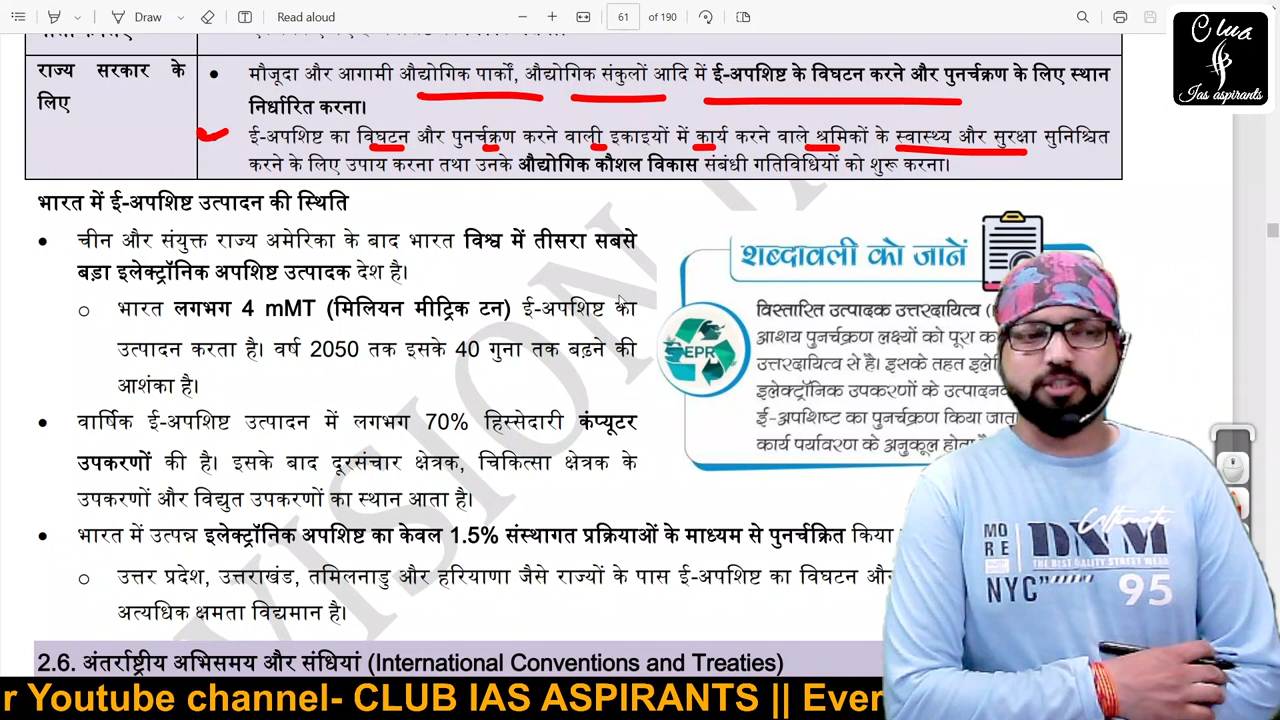 Draw
Read aloud
61 of 190
Club
Ias aspirants
राज्य सरकार के लिए
मौजूदा और आगामी औद्योगिक पार्कों, औद्योगिक संकुलों आदि में ई-अपशिष्ट के विघटन करने और पुनर्चक्रण के लिए स्थान
निर्धारित करना।
ई-अपशिष्ट का विघटन और पुनर्चक्रण करने वाली इकाइयों में कार्य करने वाले श्रमिकों के स्वास्थ्य और सुरक्षा सुनिश्चित
करने के लिए उपाय करना तथा उनके औद्योगिक कौशल विकास संबंधी गतिविधियों को शुरू करना।
भारत में ई-अपशिष्ट उत्पादन की स्थिति
चीन और संयुक्त राज्य अमेरिका के बाद भारत विश्व में तीसरा सबसे
बड़ा इलेक्ट्रॉनिक अपशिष्ट उत्पादक देश है।
भारत लगभग 4 mMT (मिलियन मीट्रिक टन) ई-अपशिष्ट का
उत्पादन करता है। वर्ष 2050 तक इसके 40 गुना तक बढ़ने की
आशंका है।
वार्षिक ई-अपशिष्ट उत्पादन में लगभग 70% हिस्सेदारी कंप्यूटर
उपकरणों की है। इसके बाद दूरसंचार क्षेत्रक, चिकित्सा क्षेत्रक के
उपकरणों और विद्युत उपकरणों का स्थान आता है।
भारत में उत्पन्न इलेक्ट्रॉनिक अपशिष्ट का केवल 1.5% संस्थागत प्रक्रियाओं के माध्यम से पुनर्चक्रित किया
उत्तर प्रदेश, उत्तराखंड, तमिलनाडु और हरियाणा जैसे राज्यों के पास ई-अपशिष्ट का विघटन और
अत्यधिक क्षमता विद्यमान है।
शब्दावली को जानें
EPR
विस्तारित उत्पादक उत्तरदायित्व (
आशय पुनर्चक्रण लक्ष्यों को पूरा
उत्तरदायित्व से है। इसके तहत
इलेक्ट्रॉनिक उपकरणों के
ई-अपशिष्ट का पुनर्चक्रण किया
कार्य पर्यावरण के अनुकूल होता
2.6. अंतर्राष्ट्रीय अभिसमय और संधियां (International Conventions and Treaties)
VISION
MORE
Ultimate
DNM
THE BEST QUALITY STREET WEAR
NYC"
95
r Youtube channel- CLUB IAS ASPIRANTS || Ever